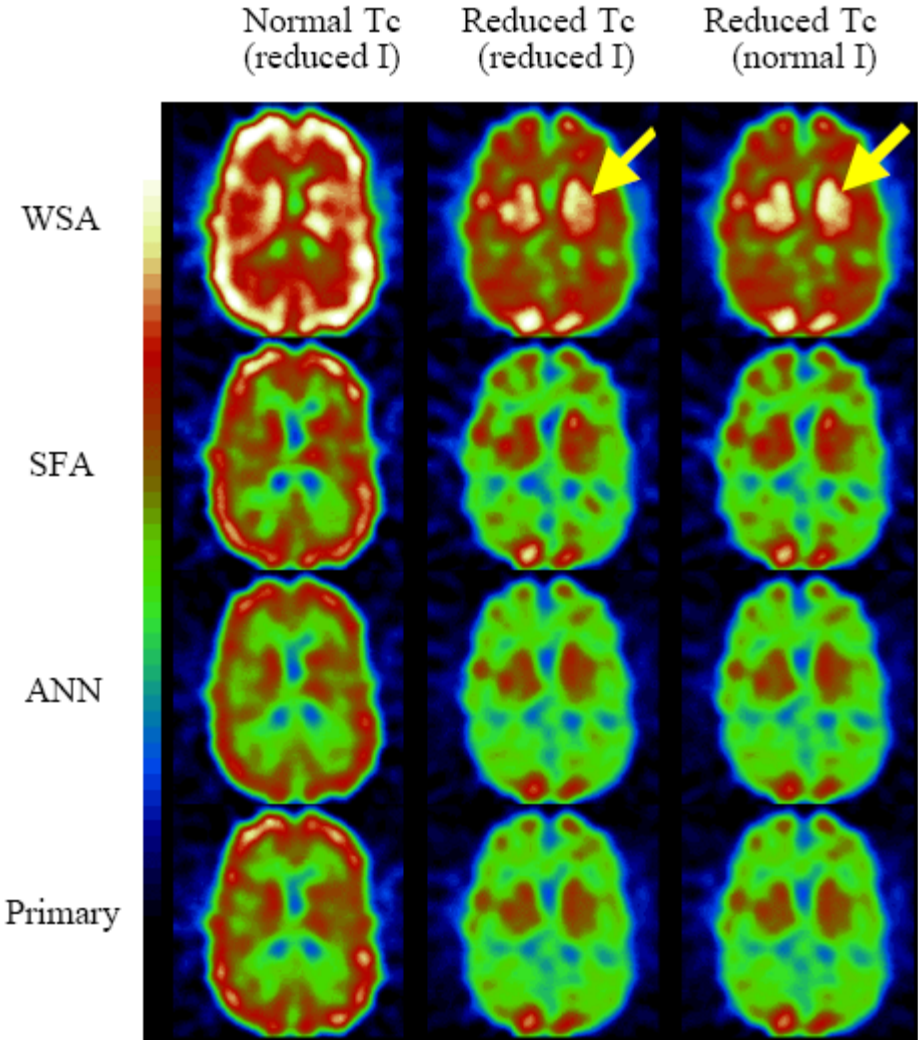 Normal Tc
(reduced I)
Reduced Tc
(reduced I)
Reduced Tc
(normal I)
WSA
SFA
ANN
Primary